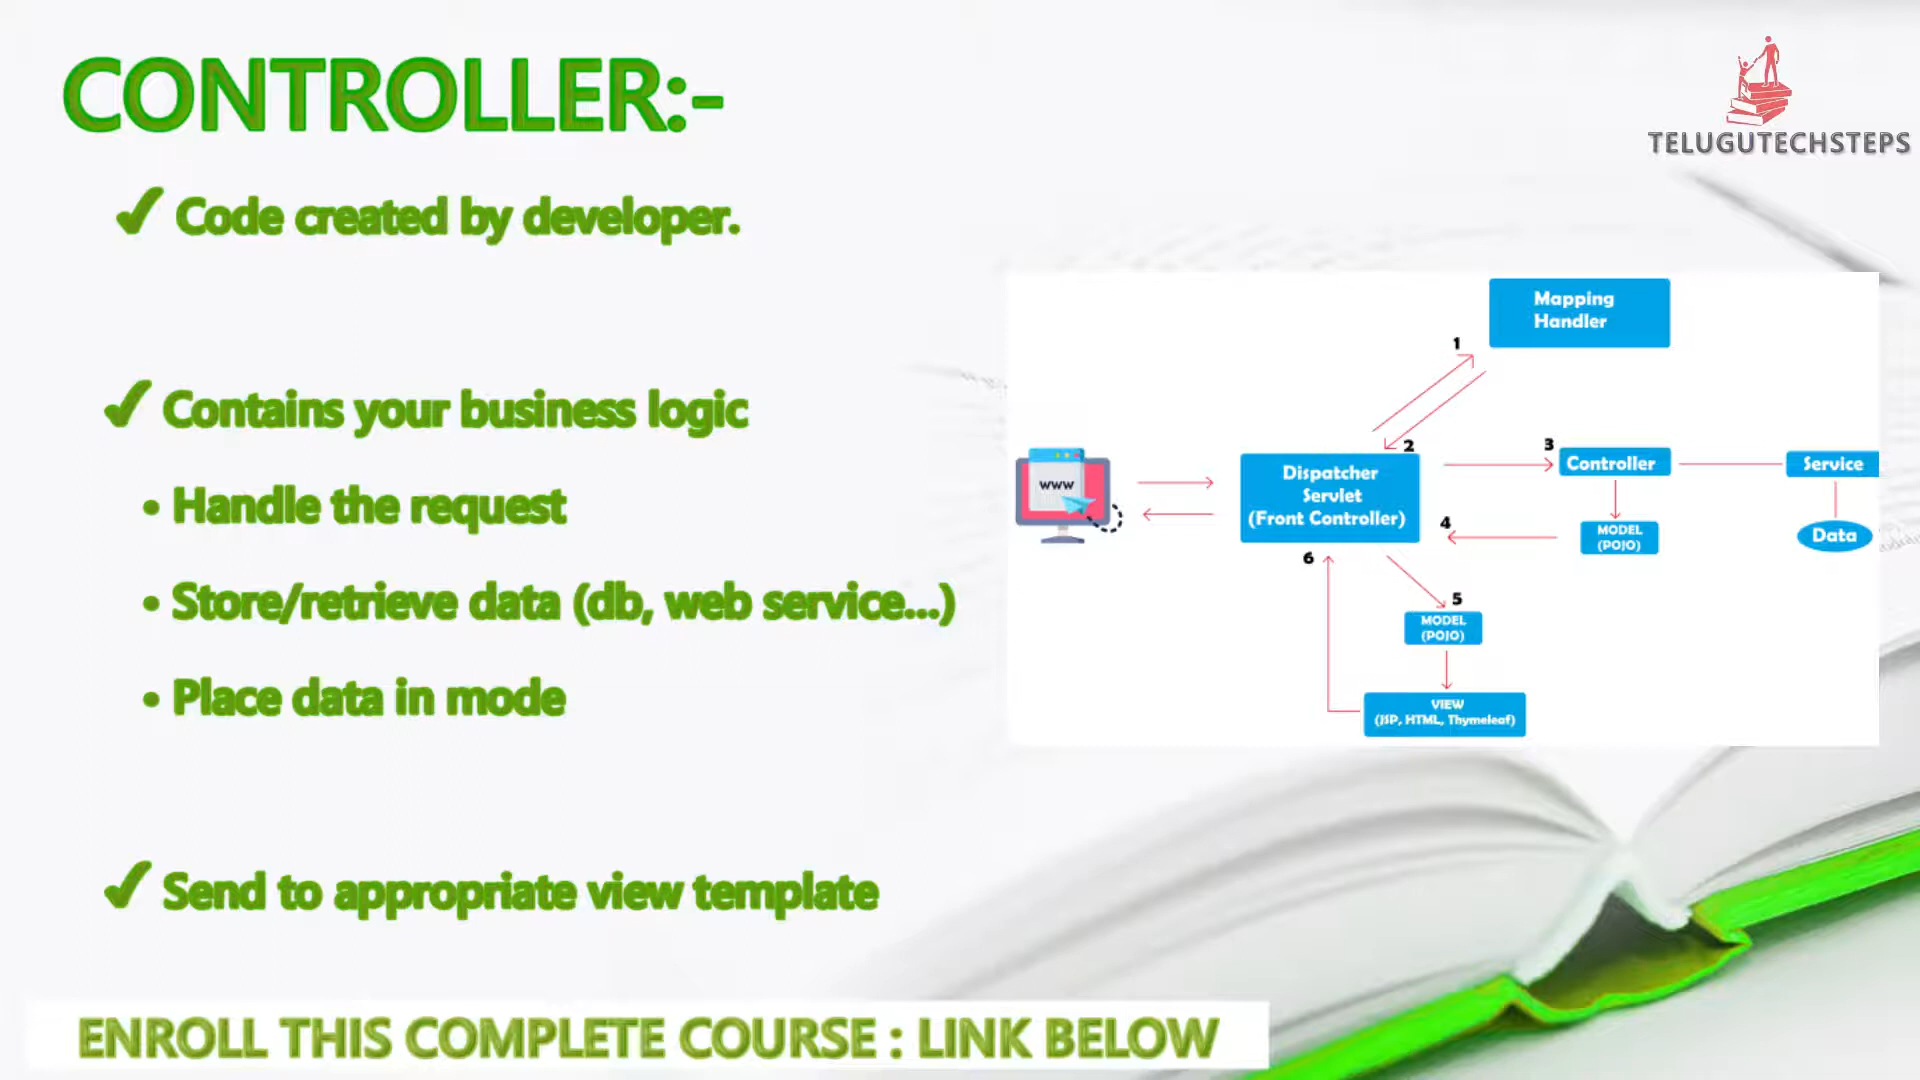 CONTROLLER:-
TELUGUTECHSTEPS
✔ Code created by developer.
✔ Contains your business logic
• Handle the request
• Store/retrieve data (db, web service...)
• Place data in mode
✔ Send to appropriate view template
Mapping
Handler
1
2
3
Controller
Service
www
Dispatcher
Servlet
(Front Controller)
4
MODEL
(POJO)
Data
6
5
MODEL
(POJO)
VIEW
(JSP, HTML, Thymeleaf)
ENROLL THIS COMPLETE COURSE : LINK BELOW